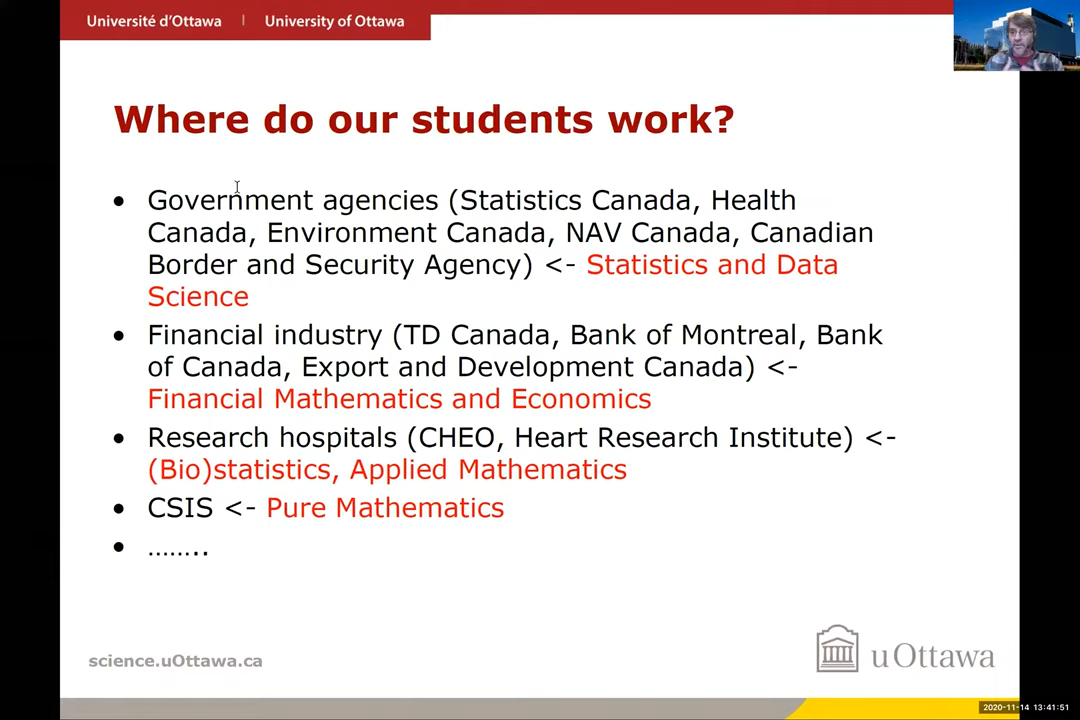 Université d'Ottawa | University of Ottawa
Where do our students work?
• Government agencies (Statistics Canada, Health
Canada, Environment Canada, NAV Canada, Canadian
Border and Security Agency) <- Statistics and Data
Science
• Financial industry (TD Canada, Bank of Montreal, Bank
of Canada, Export and Development Canada) <-
Financial Mathematics and Economics
• Research hospitals (CHEO, Heart Research Institute) <-
(Bio)statistics, Applied Mathematics
• CSIS <- Pure Mathematics
• ……..
science.uOttawa.ca
uOttawa
2020-11-14 13:41:51